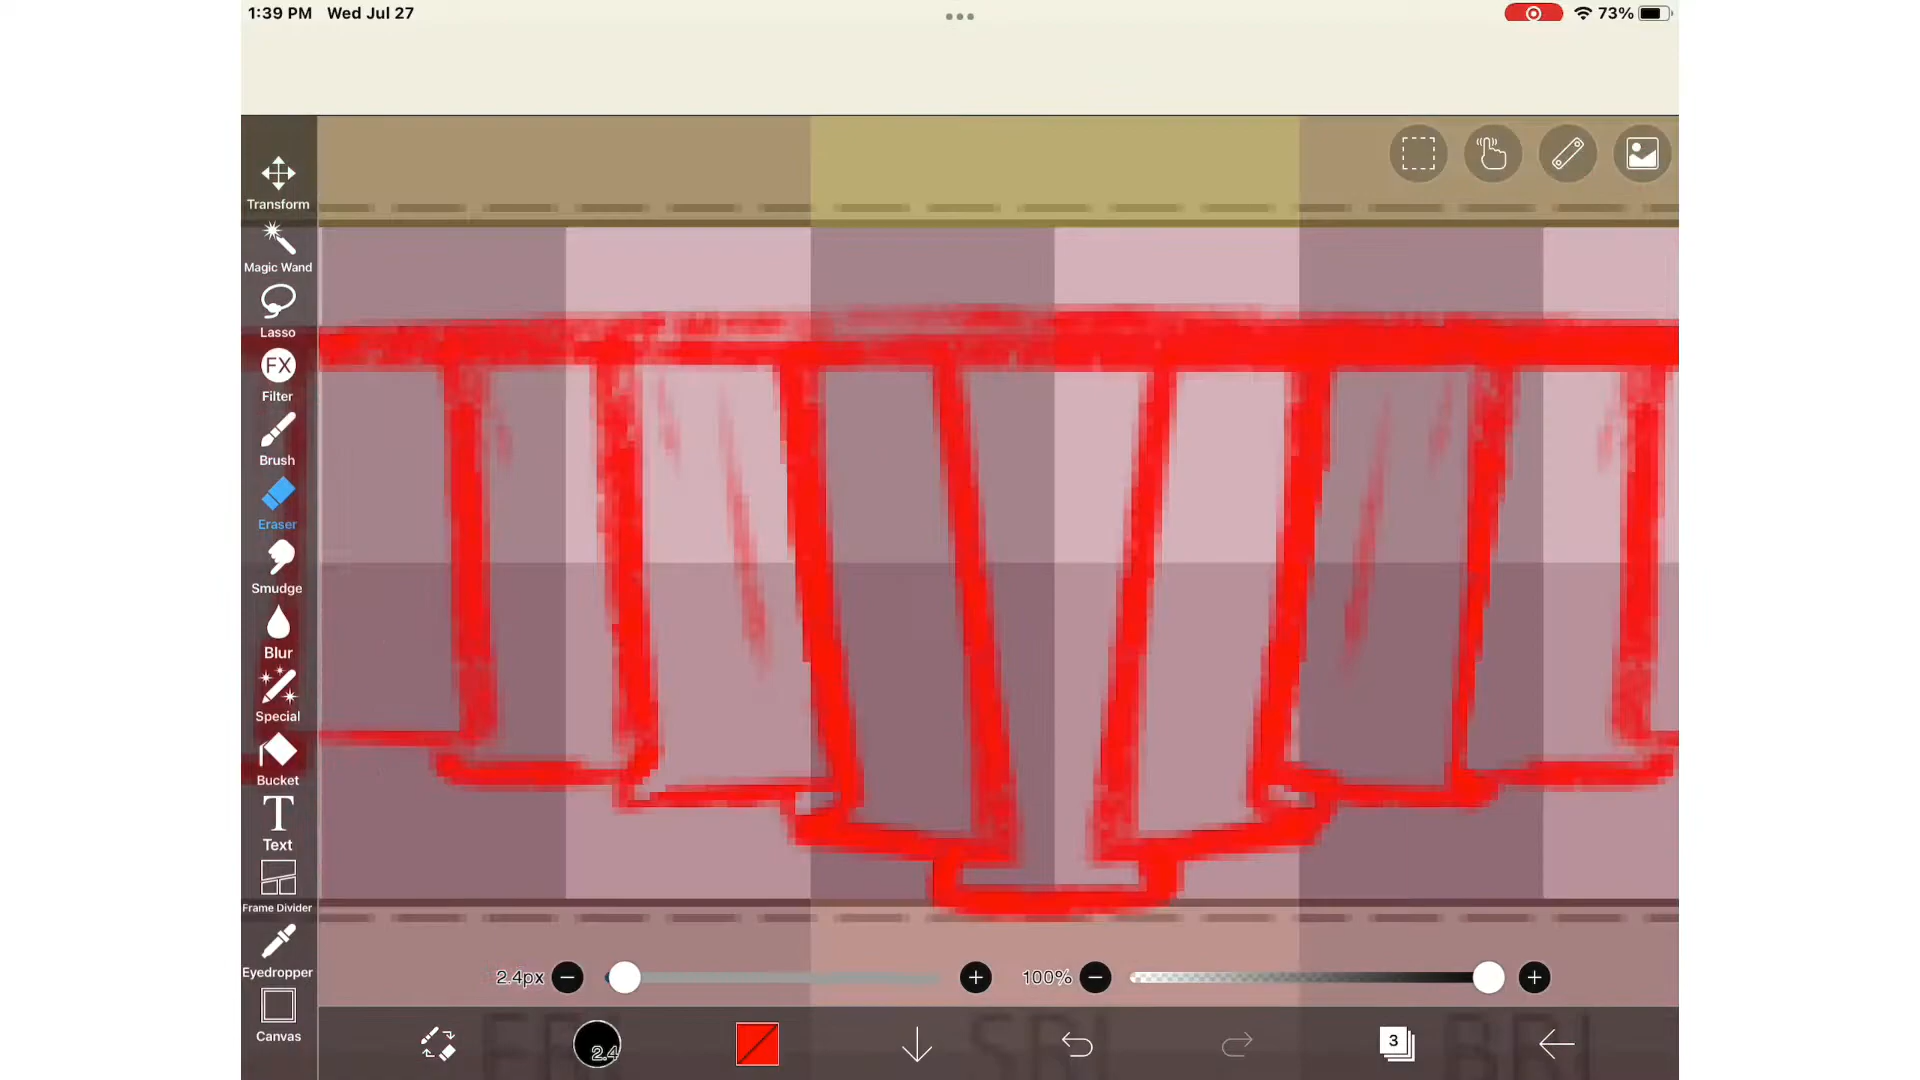 1:39 PM Wed Jul 27
73%
Transform
Magic Wand
Lasso
FX
Filter
Brush
Eraser
Smudge
Blur
Special
Bucket
T
Text
Frame Divider
Eyedropper
Canvas
2.4px
100%
2.4
3